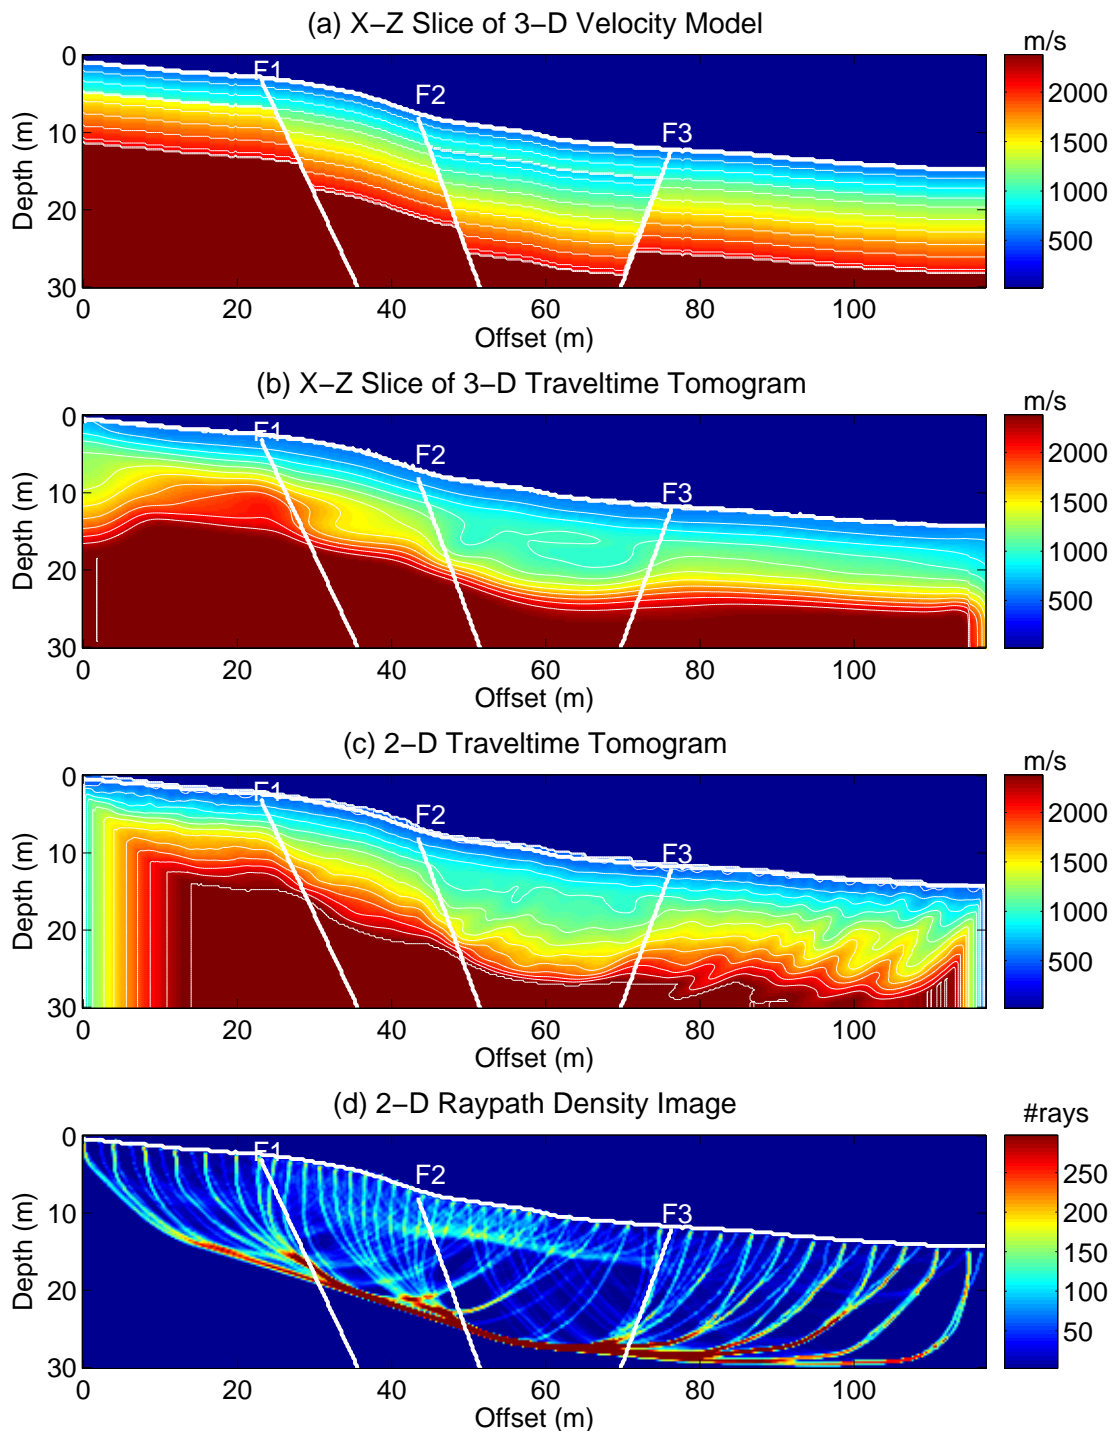 (a) X−Z Slice of 3−D Velocity Model
m/s
F1
F2
F3
0
10
20
30
Depth (m)
0 20 40 60 80 100
Offset (m)
2000
1500
1000
500
(b) X−Z Slice of 3−D Traveltime Tomogram
m/s
F1
F2
F3
0
10
20
30
Depth (m)
0 20 40 60 80 100
Offset (m)
2000
1500
1000
500
(c) 2−D Traveltime Tomogram
m/s
F1
F2
F3
0
10
20
30
Depth (m)
0 20 40 60 80 100
Offset (m)
2000
1500
1000
500
(d) 2−D Raypath Density Image
#rays
F1
F2
F3
0
10
20
30
Depth (m)
0 20 40 60 80 100
Offset (m)
250
200
150
100
50